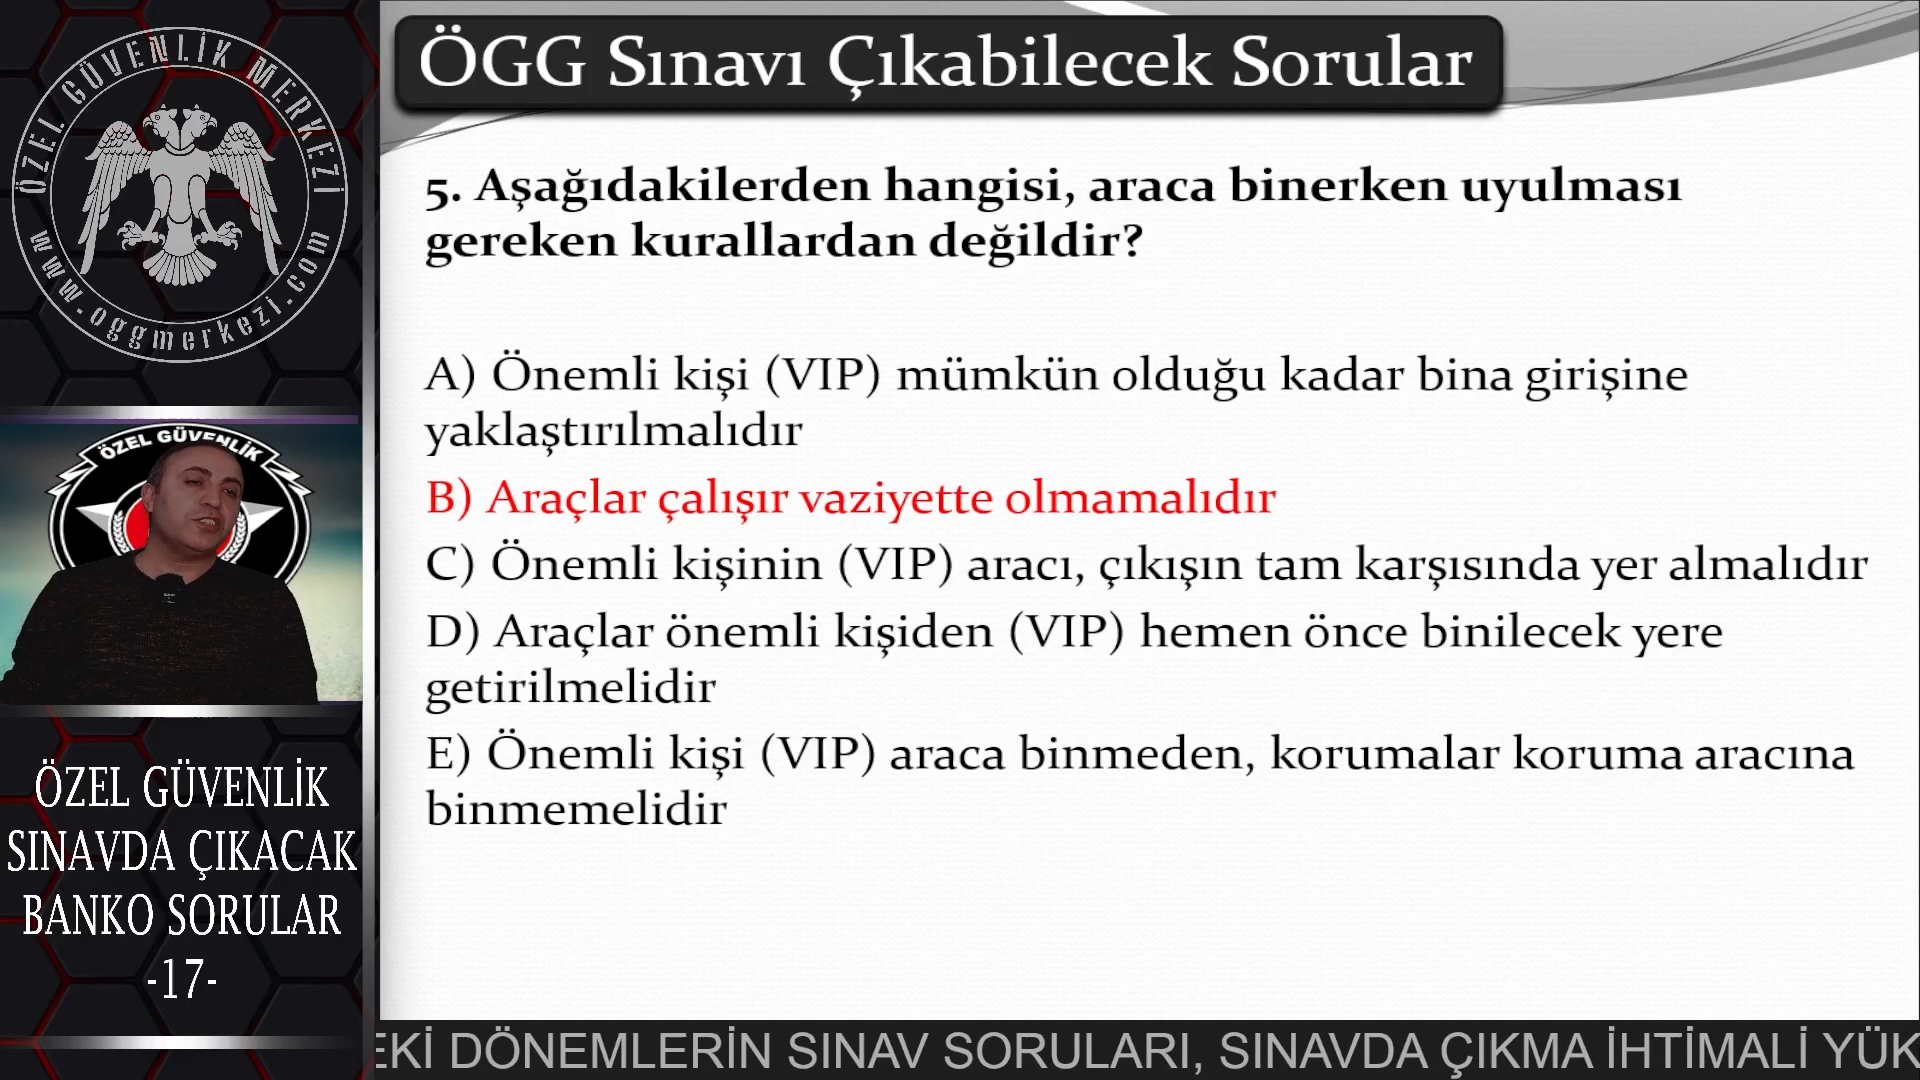 ÖZEL GÜVENLİK MERKEZİ
www.oggmerkezi.com
ÖZEL GÜVENLİK
ÖZEL GÜVENLİK
SINAVDA ÇIKACAK
BANKO SORULAR
-17-
ÖGG Sınavı Çıkabilecek Sorular
5. Aşağıdakilerden hangisi, araca binerken uyulması
gereken kurallardan değildir?
A) Önemli kişi (VIP) mümkün olduğu kadar bina girişine
yaklaştırılmalıdır
B) Araçlar çalışır vaziyette olmamalıdır
C) Önemli kişinin (VIP) aracı, çıkışın tam karşısında yer almalıdır
D) Araçlar önemli kişiden (VIP) hemen önce binilecek yere
getirilmelidir
E) Önemli kişi (VIP) araca binmeden, korumalar koruma aracına
binmemelidir
EKİ DÖNEMLERİN SINAV SORULARI, SINAVDA ÇIKMA İHTİMALİ YÜK